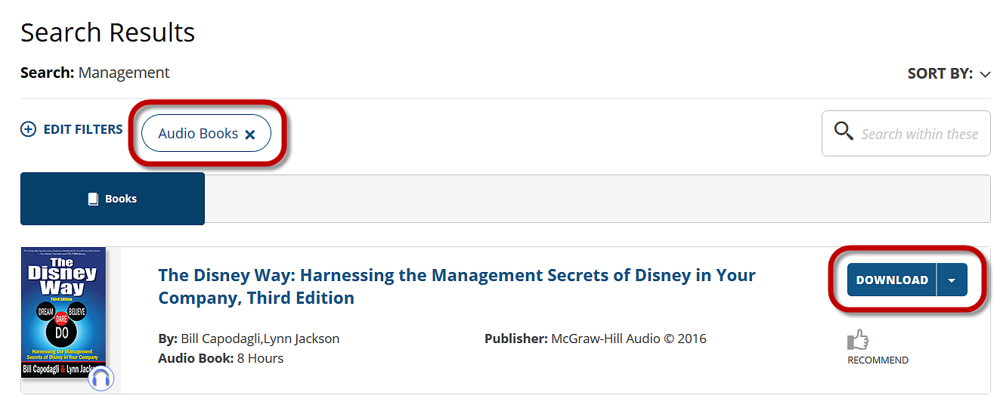 Search Results
Search: Management
SORT BY:
EDIT FILTERS
Audio Books
Search within these
Books
The
Disney
Way
Third Edition
DREAM
BELIEVE
DARE
DO
Harnessing the Management
Secrets of Disney in Your Company
Bill Capodagli & Lynn Jack
The Disney Way: Harnessing the Management Secrets of Disney in Your
Company, Third Edition
DOWNLOAD
By: Bill Capodagli,Lynn Jackson
Publisher: McGraw-Hill Audio © 2016
Audio Book: 8 Hours
RECOMMEND